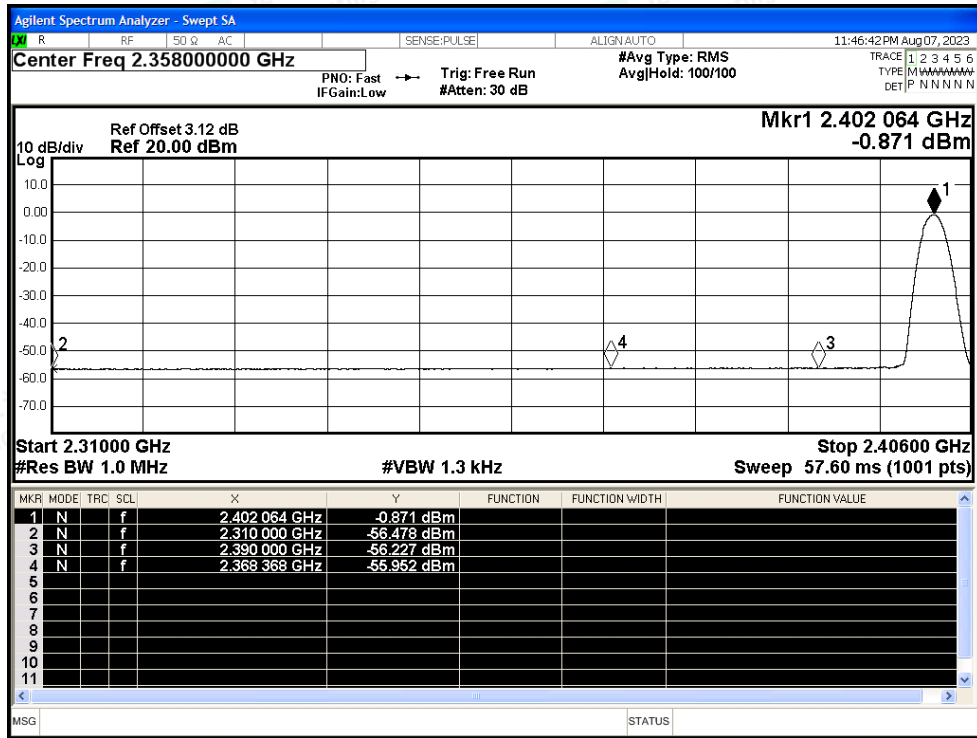 Agilent Spectrum Analyzer - Swept SA
LXI R RF 50 Ω AC SENSE:PULSE ALIGN AUTO 11:46:42 PM Aug 07, 2023
Center Freq 2.358000000 GHz #Avg Type: RMS TRACE 1 2 3 4 5 6
PNO: Fast Trig: Free Run Avg|Hold: 100/100 TYPE M
IFGain:Low #Atten: 30 dB DET P N N N N N
Mkr1 2.402 064 GHz
Ref Offset 3.12 dB
10 dB/div Ref 20.00 dBm -0.871 dBm
Log
10.0
1
0.00
-10.0
-20.0
-30.0
-40.0
-50.0 2 4 3
-60.0
-70.0
Start 2.31000 GHz Stop 2.40600 GHz
#Res BW 1.0 MHz #VBW 1.3 kHz Sweep 57.60 ms (1001 pts)
MKR MODE TRC SCL X Y FUNCTION FUNCTION WIDTH FUNCTION VALUE
1 N f 2.402 064 GHz -0.871 dBm
2 N f 2.310 000 GHz -56.478 dBm
3 N f 2.390 000 GHz -56.227 dBm
4 N f 2.368 368 GHz -55.952 dBm
5
6
7
8
9
10
11
MSG STATUS